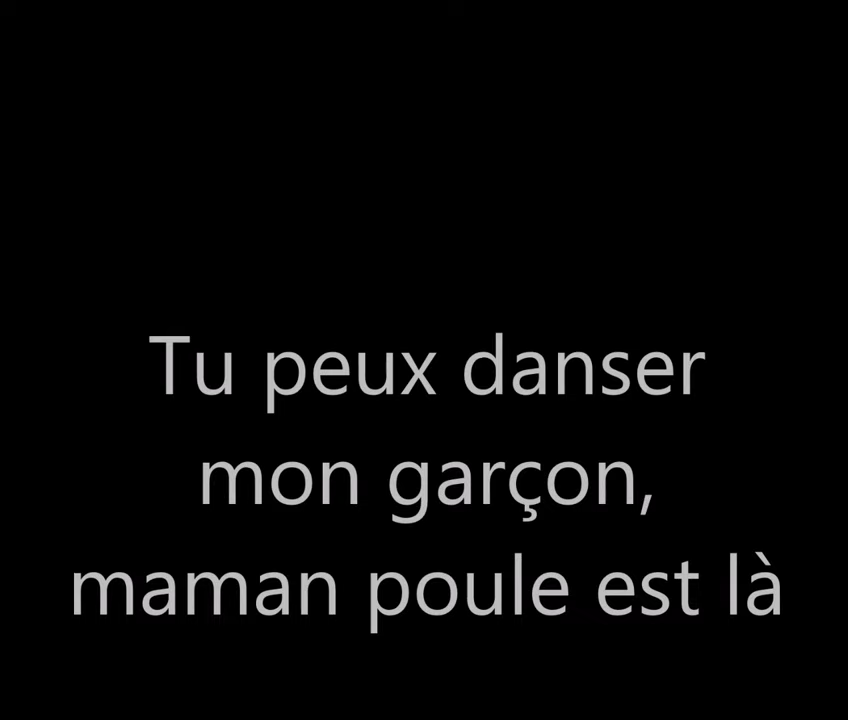 Tu peux danser
mon garçon,
maman poule est là